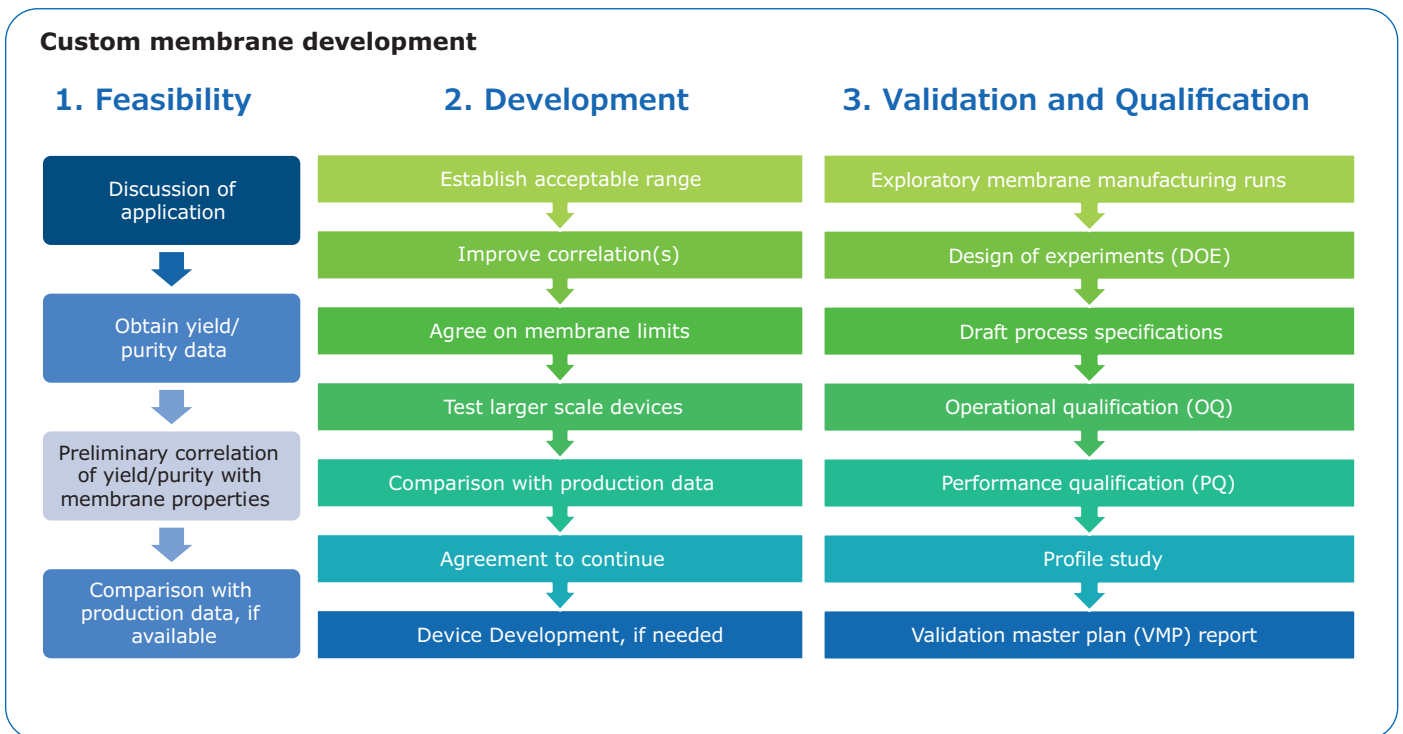 Custom membrane development
1. Feasibility
Discussion of
application
Obtain yield/
purity data
Preliminary correlation
of yield/purity with
membrane properties
Comparison with
production data, if
available
2. Development
Establish acceptable range
Improve correlation(s)
Agree on membrane limits
Test larger scale devices
Comparison with production data
Agreement to continue
Device Development, if needed
3. Validation and Qualification
Exploratory membrane manufacturing runs
Design of experiments (DOE)
Draft process specifications
Operational qualification (OQ)
Performance qualification (PQ)
Profile study
Validation master plan (VMP) report